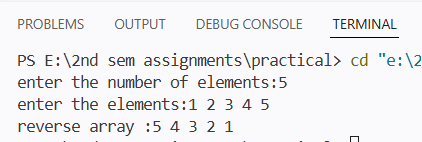 PROBLEMS OUTPUT DEBUG CONSOLE TERMINAL
PS E:\2nd sem assignments\practical> cd "e:\2
enter the number of elements:5
enter the elements:1 2 3 4 5
reverse array :5 4 3 2 1